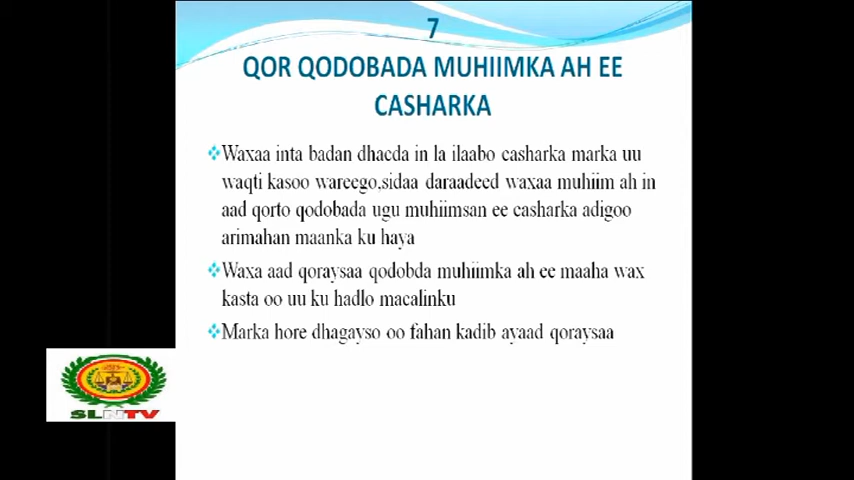 7
QOR QODOBADA MUHIIMKA AH EE
CASHARKA
Waxaa inta badan dhacda in la ilaabo casharka marka uu
waqti kasoo wareego,sidaa daraadeed waxaa muhiim ah in
aad qorto qodobada ugu muhiimsan ee casharka adigoo
arimahan maanka ku haya
Waxa aad qoraysaa qodobda muhiimka ah ee maaha wax
kasta oo uu ku hadlo macalinku
Marka hore dhagayso oo fahan kadib ayaad qoraysaa
SLNTV